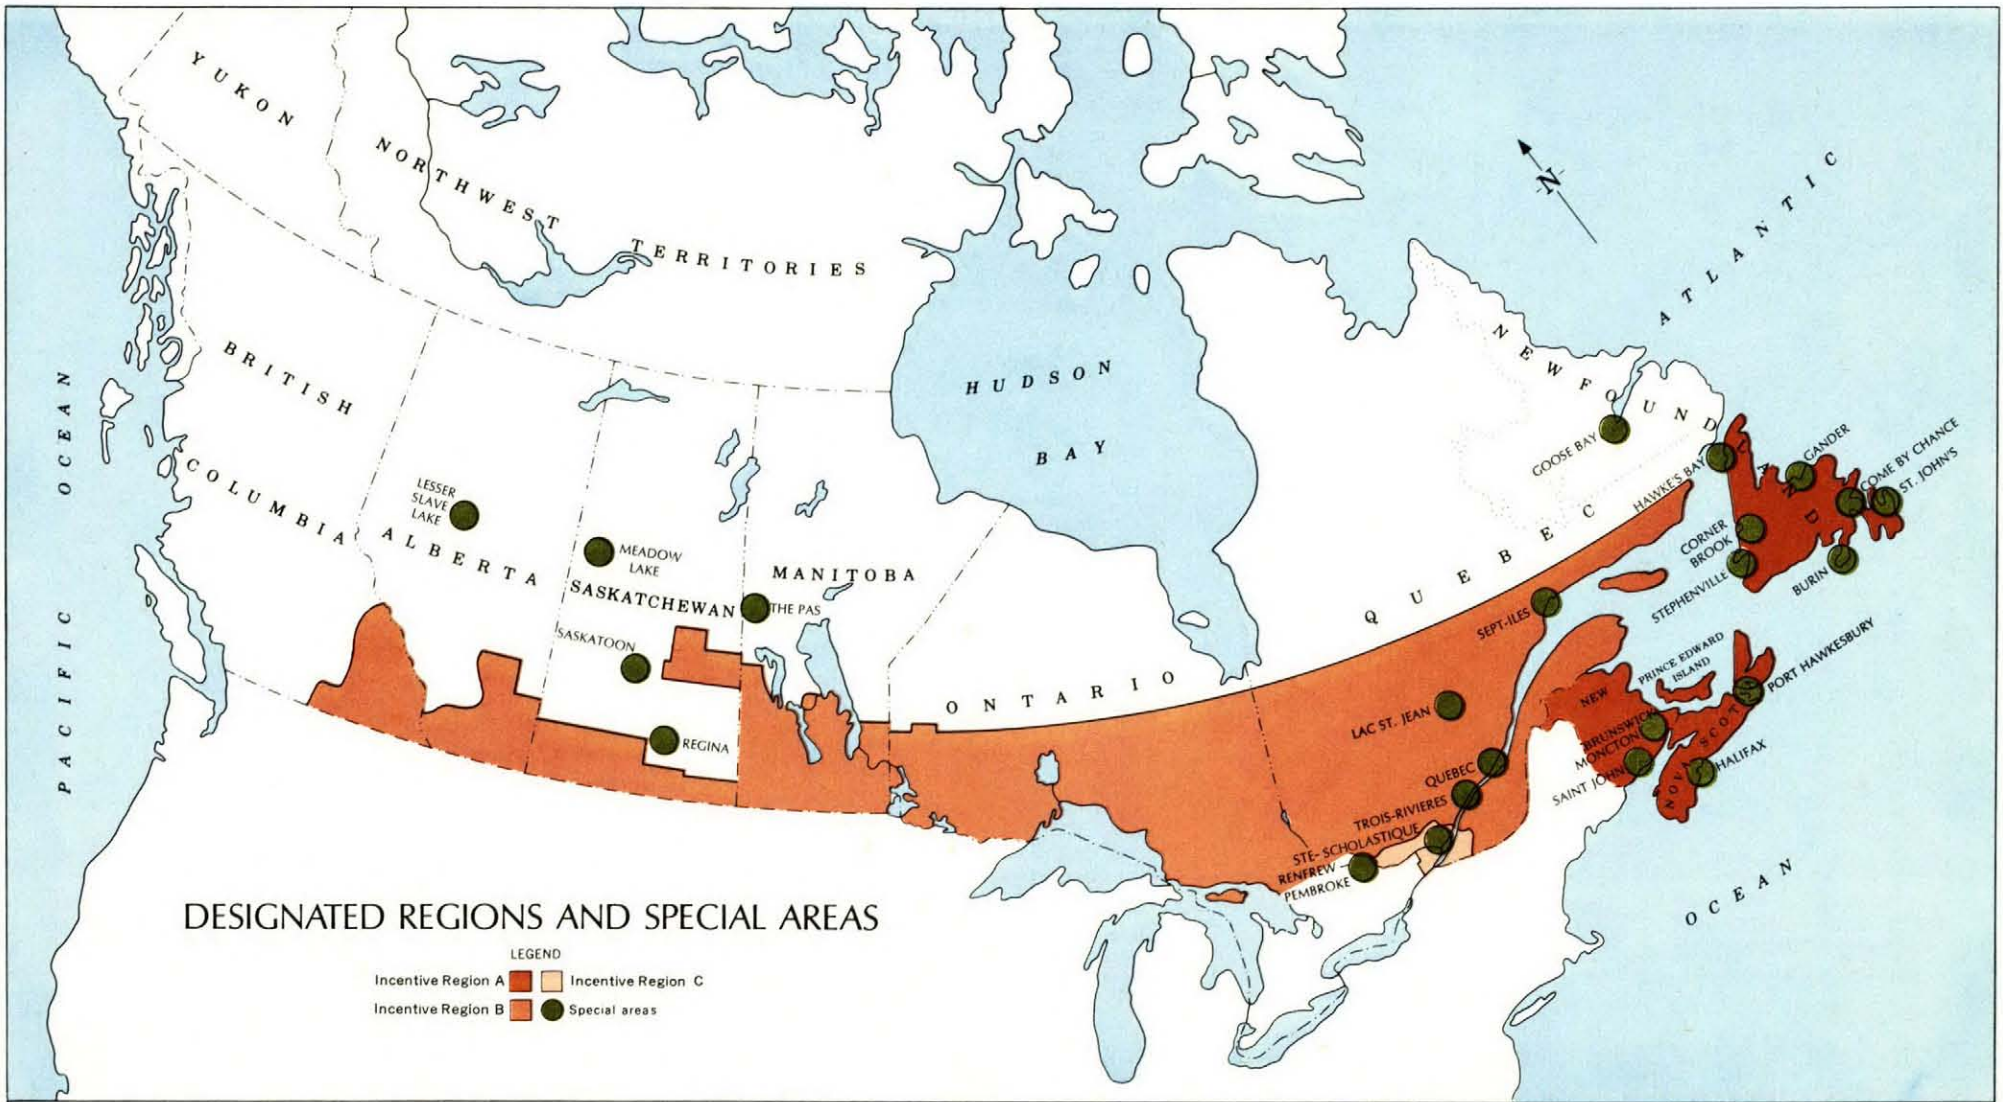 YUKON
NORTHWEST
TERRITORIES
N
ATLANTIC
BRITISH
COLUMBIA
PACIFIC OCEAN
HUDSON
BAY
NEWFOUNDLAND
GOOSE BAY
HAWKE'S BAY
GANDER
COME BY CHANCE
ST. JOHN'S
CORNER
BROOK
STEPHENVILLE
BURIN
LESSER
SLAVE
LAKE
ALBERTA
MEADOW
LAKE
SASKATCHEWAN
MANITOBA
THE PAS
SASKATOON
REGINA
ONTARIO
QUEBEC
SEPT-ILES
LAC ST. JEAN
QUEBEC
TROIS-RIVIERES
STE-SCHOLASTIQUE
RENFREW
PEMBROKE
PRINCE EDWARD
ISLAND
PORT HAWKESBURY
NEW
BRUNSWICK
MONCTON
SAINT JOHN
NOVA SCOTIA
HALIFAX
OCEAN
DESIGNATED REGIONS AND SPECIAL AREAS
LEGEND
Incentive Region A
Incentive Region C
Incentive Region B
Special areas